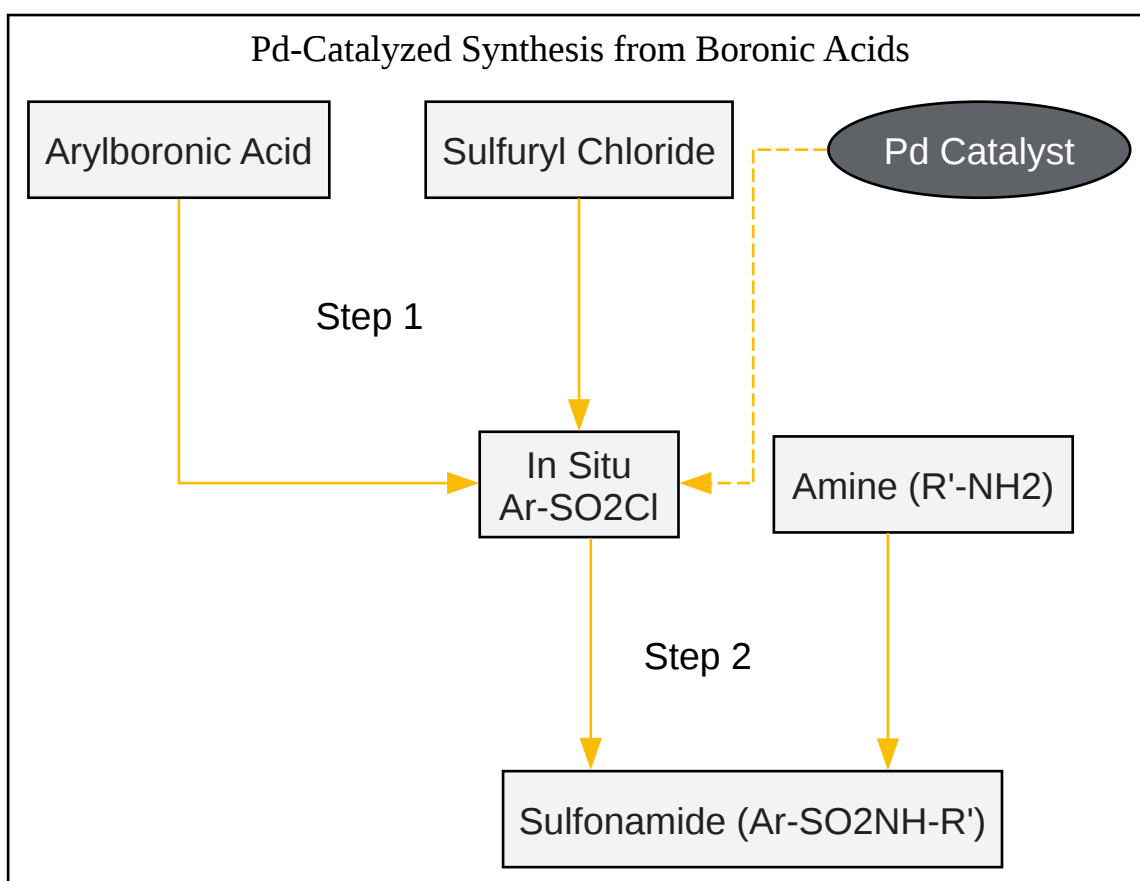 Pd-Catalyzed Synthesis from Boronic Acids
Arylboronic Acid
Sulfuryl Chloride
Pd Catalyst
Step 1
In Situ
Ar-SO2Cl
Amine (R'-NH2)
Step 2
Sulfonamide (Ar-SO2NH-R')